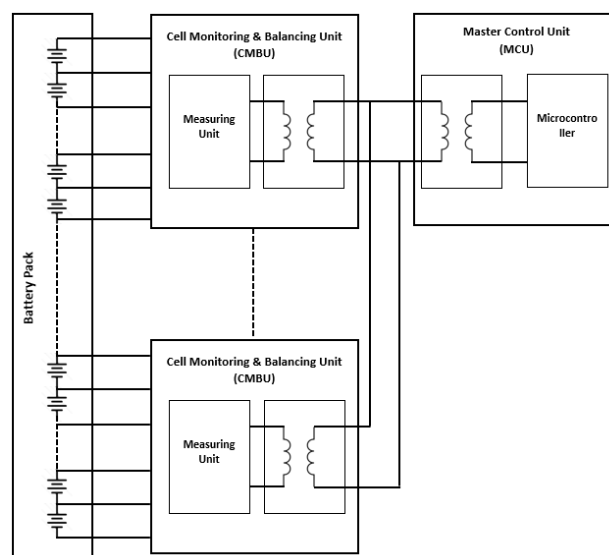 Cell Monitoring & Balancing Unit
(CMBU)
Measuring
Unit
Master Control Unit
(MCU)
Microcontro
ller
Battery Pack
Cell Monitoring & Balancing Unit
(CMBU)
Measuring
Unit